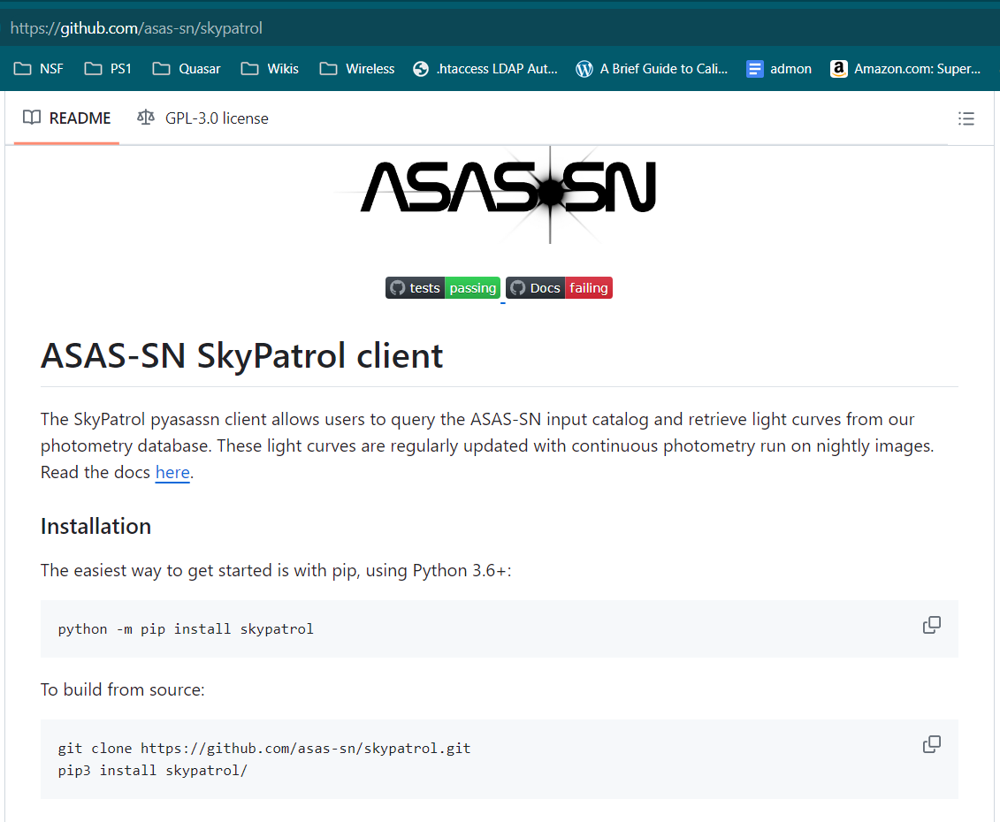 https://github.com/asas-sn/skypatrol
NSF PS1 Quasar Wikis Wireless .htaccess LDAP Aut... A Brief Guide to Cali... admon Amazon.com: Super...
README GPL-3.0 license
ASAS-SN
tests passing Docs failing
ASAS-SN SkyPatrol client
The SkyPatrol pyasassn client allows users to query the ASAS-SN input catalog and retrieve light curves from our
photometry database. These light curves are regularly updated with continuous photometry run on nightly images.
Read the docs here.
Installation
The easiest way to get started is with pip, using Python 3.6+:
python -m pip install skypatrol
To build from source:
git clone https://github.com/asas-sn/skypatrol.git
pip3 install skypatrol/